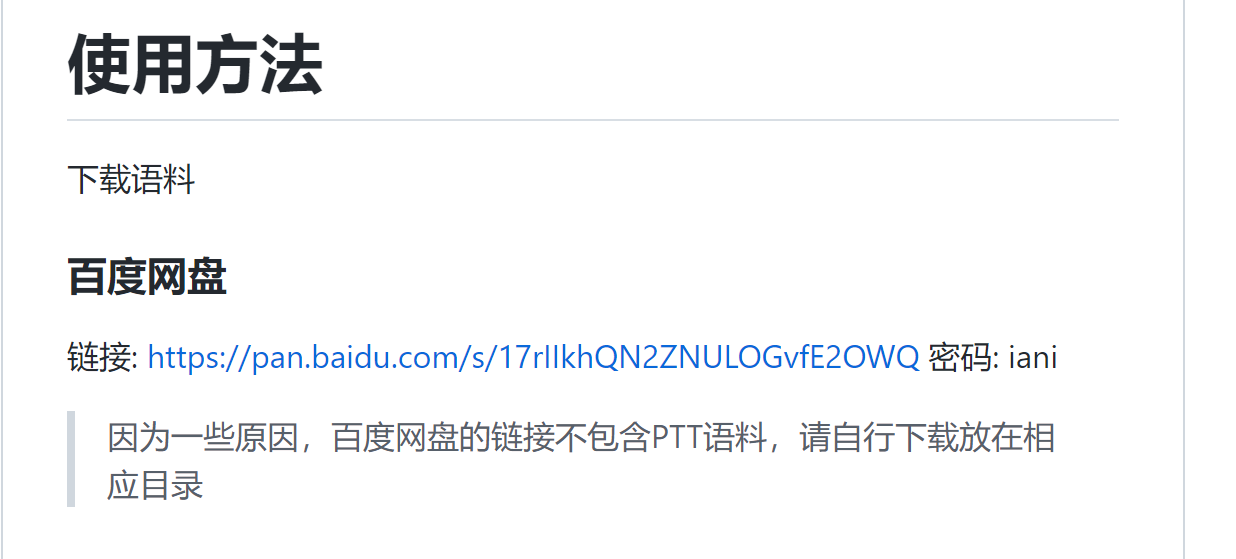 使用方法
下载语料
百度网盘
链接: https://pan.baidu.com/s/17rlIkhQN2ZNULOGvfE2OWQ 密码: iani
因为一些原因，百度网盘的链接不包含PTT语料，请自行下载放在相
应目录